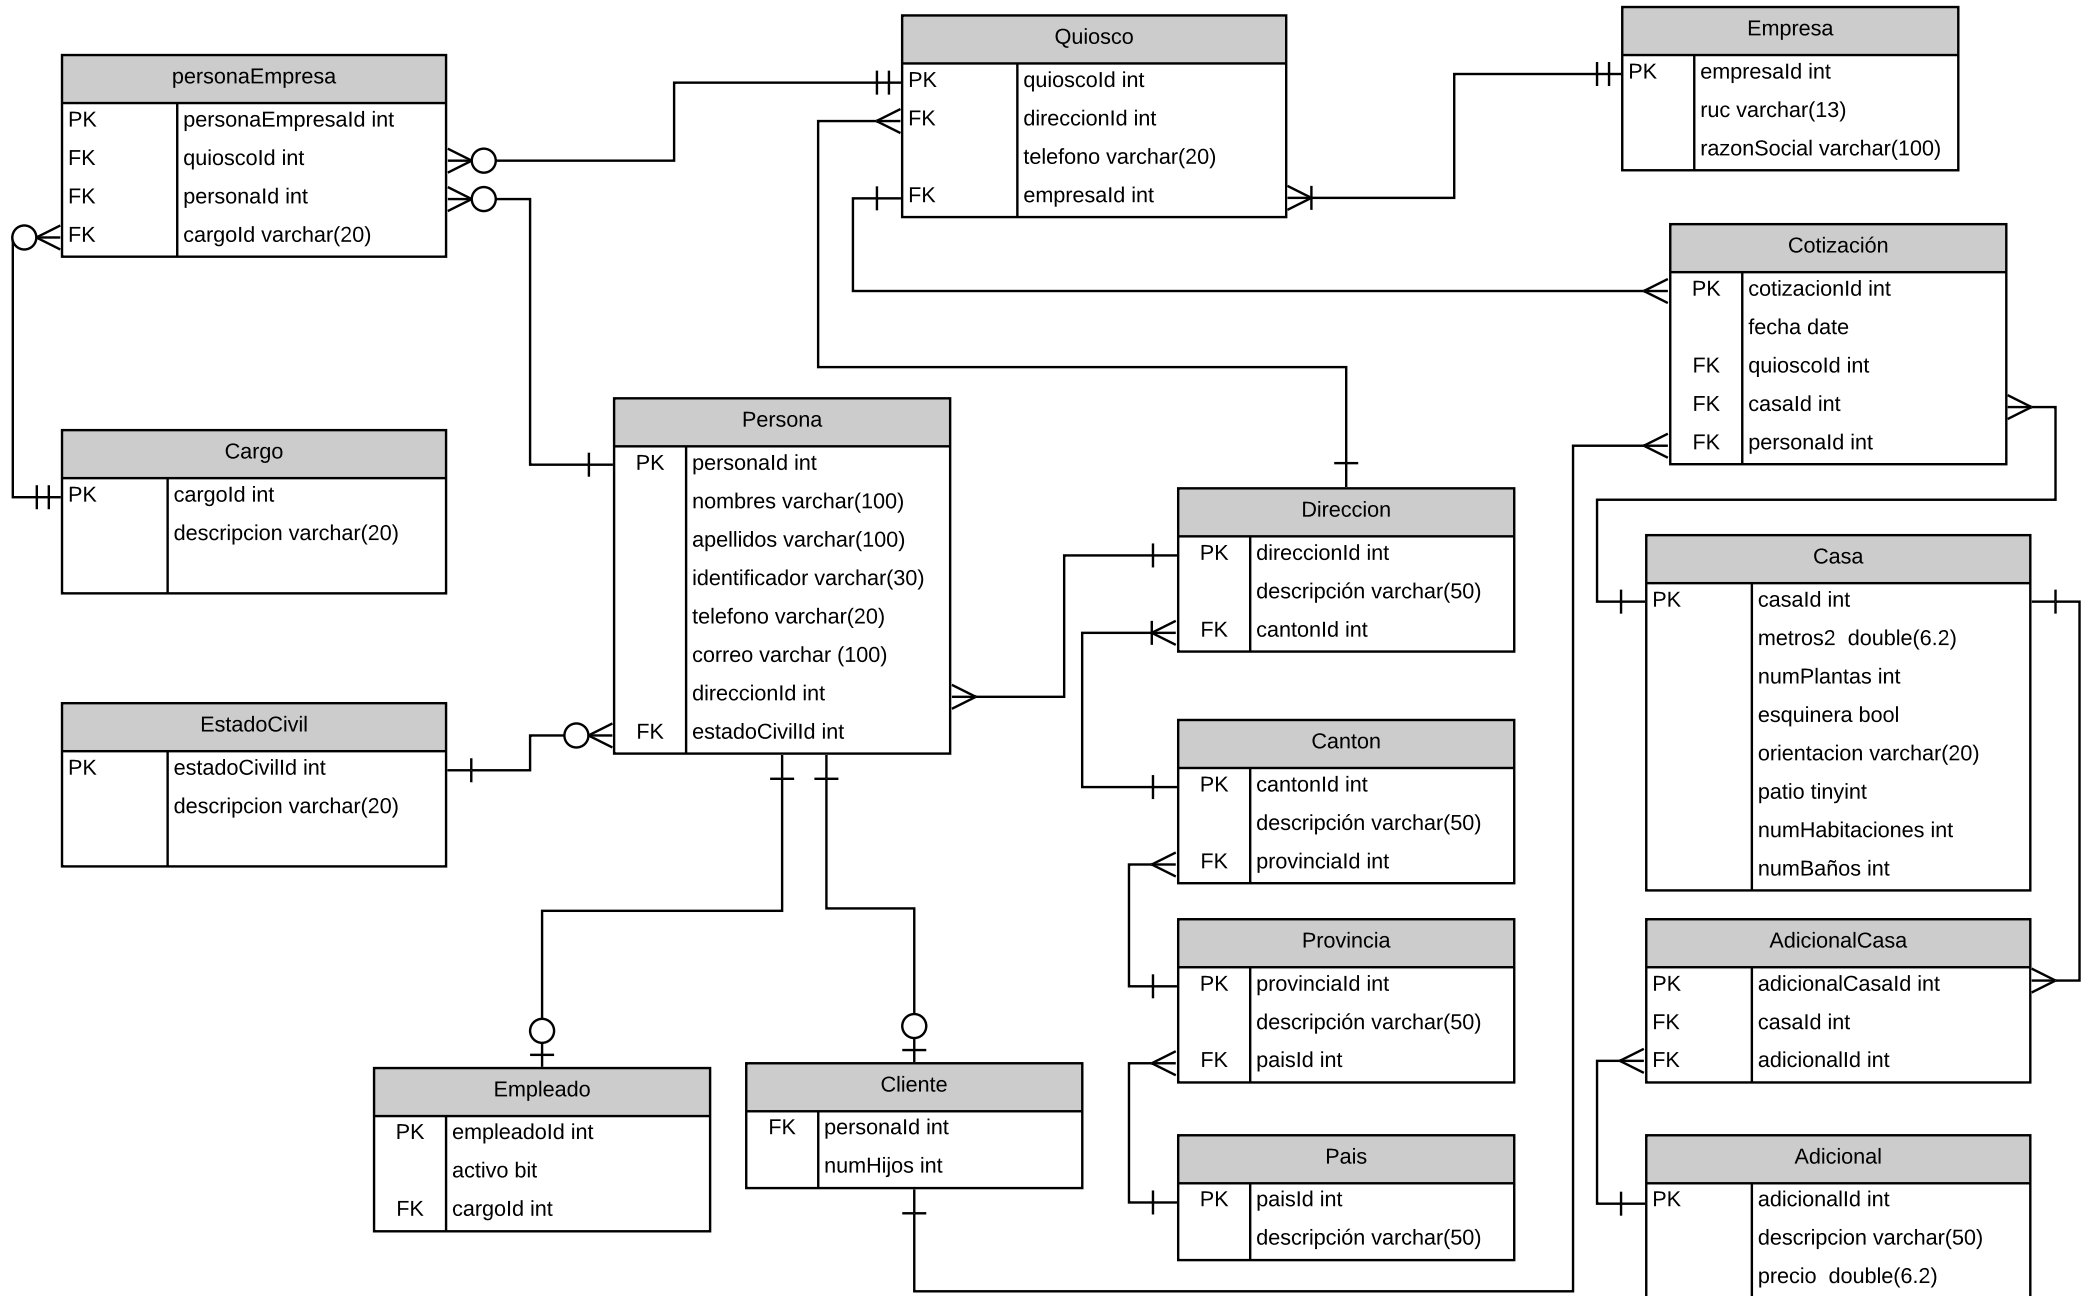 personaEmpresa
PK personaEmpresaId int
FK quioscoId int
FK personaId int
FK cargoId varchar(20)
Quiosco
PK quioscoId int
FK direccionId int
telefono varchar(20)
FK empresaId int
Empresa
PK empresaId int
ruc varchar(13)
razonSocial varchar(100)
Cotización
PK cotizacionId int
fecha date
FK quioscoId int
FK casaId int
FK personaId int
Cargo
PK cargoId int
descripcion varchar(20)
Persona
PK personaId int
nombres varchar(100)
apellidos varchar(100)
identificador varchar(30)
telefono varchar(20)
correo varchar (100)
direccionId int
FK estadoCivilId int
Direccion
PK direccionId int
descripción varchar(50)
FK cantonId int
Casa
PK casaId int
metros2 double(6.2)
numPlantas int
esquinera bool
orientacion varchar(20)
patio tinyint
numHabitaciones int
numBaños int
EstadoCivil
PK estadoCivilId int
descripcion varchar(20)
Canton
PK cantonId int
descripción varchar(50)
FK provinciaId int
Provincia
PK provinciaId int
descripción varchar(50)
FK paisId int
AdicionalCasa
PK adicionalCasaId int
FK casaId int
FK adicionalId int
Empleado
PK empleadoId int
activo bit
FK cargoId int
Cliente
FK personaId int
numHijos int
Pais
PK paisId int
descripción varchar(50)
Adicional
PK adicionalId int
descripcion varchar(50)
precio double(6.2)